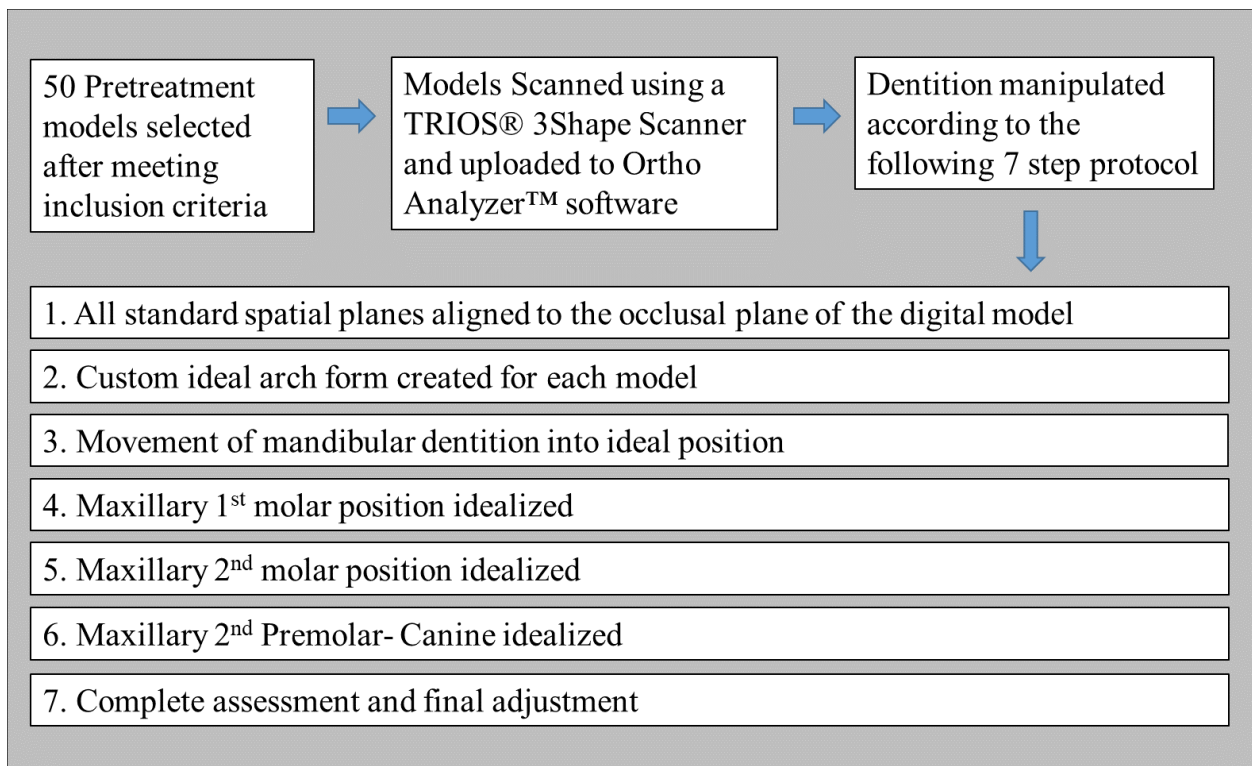 50 Pretreatment
models selected
after meeting
inclusion criteria
Models Scanned using a
TRIOS® 3Shape Scanner
and uploaded to Ortho
Analyzer™ software
Dentition manipulated
according to the
following 7 step protocol
1. All standard spatial planes aligned to the occlusal plane of the digital model
2. Custom ideal arch form created for each model
3. Movement of mandibular dentition into ideal position
4. Maxillary 1st molar position idealized
5. Maxillary 2nd molar position idealized
6. Maxillary 2nd Premolar- Canine idealized
7. Complete assessment and final adjustment